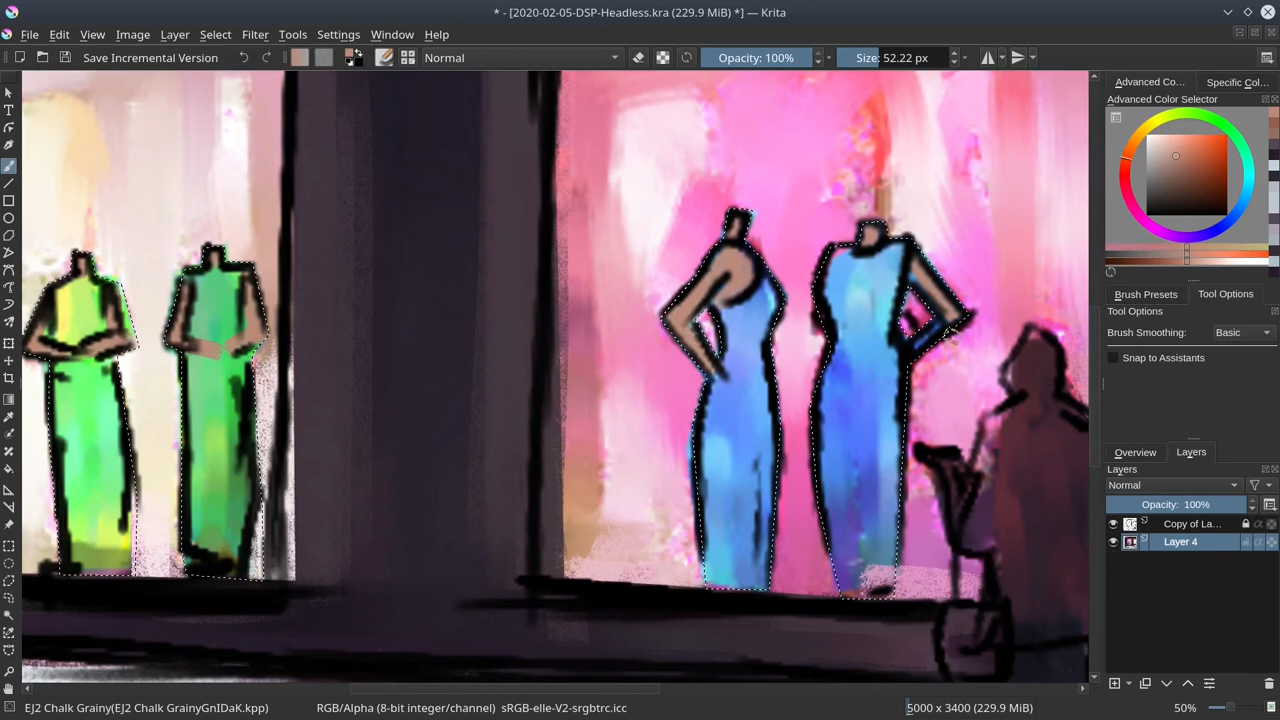 * - [2020-02-05-DSP-Headless.kra (229.9 MiB) *] — Krita
File Edit View Image Layer Select Filter Tools Settings Window Help
Save Incremental Version Normal Opacity: 100% Size: 52.22 px
Advanced Co... Specific Col...
Advanced Color Selector
Brush Presets Tool Options
Tool Options
Brush Smoothing: Basic
Snap to Assistants
Overview Layers
Layers
Normal
Opacity: 100%
Copy of La...
Layer 4
EJ2 Chalk Grainy(EJ2 Chalk GrainyGnIDaK.kpp) RGB/Alpha (8-bit integer/channel) sRGB-elle-V2-srgbtrc.icc 5000 x 3400 (229.9 MiB) 50%